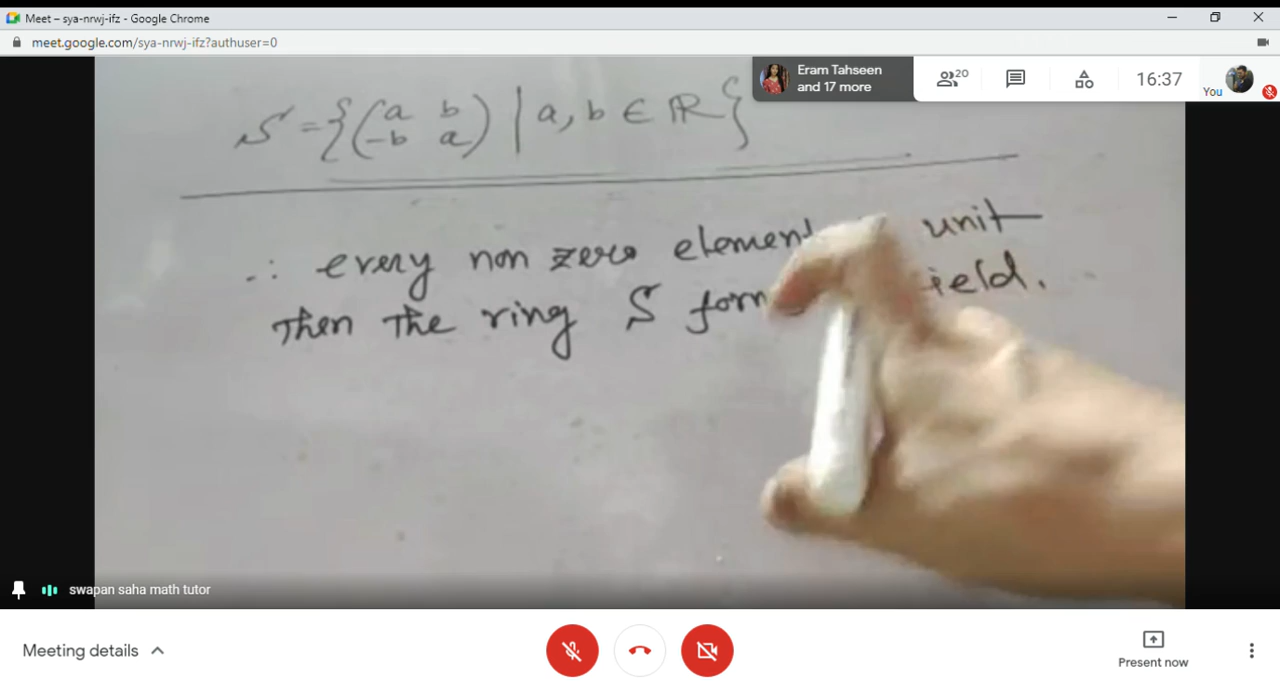 Meet – sya-nrwj-ifz - Google Chrome
meet.google.com/sya-nrwj-ifz?authuser=0
Eram Tahseen
and 17 more
20
16:37
You
S = {(a b
-b a) | a, b ∈ ℝ}
∴ every non zero element unit
Then the ring S form ield.
swapan saha math tutor
Meeting details
Present now